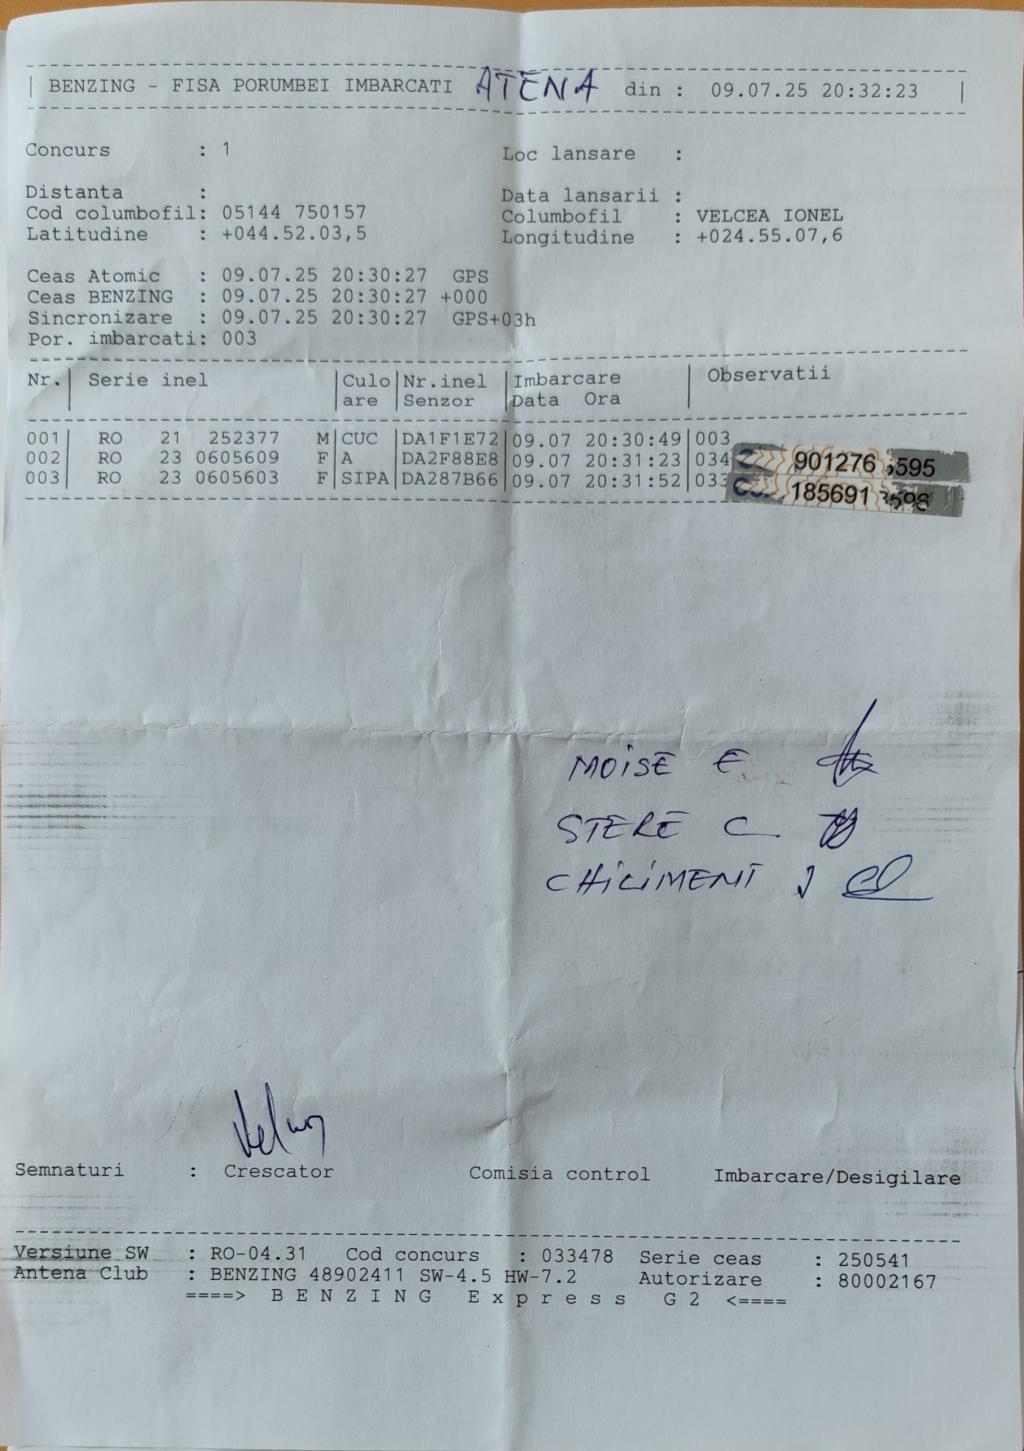 | BENZING - FISA PORUMBEI IMBARCATI ATENA din : 09.07.25 20:32:23 |
Concurs : 1 Loc lansare :
Distanta : Data lansarii :
Cod columbofil: 05144 750157 Columbofil : VELCEA IONEL
Latitudine : +044.52.03,5 Longitudine : +024.55.07,6
Ceas Atomic : 09.07.25 20:30:27 GPS
Ceas BENZING : 09.07.25 20:30:27 +000
Sincronizare : 09.07.25 20:30:27 GPS+03h
Por. imbarcati: 003
Nr.| Serie inel |Culo|Nr.inel |Imbarcare | Observatii
| |are |Senzor |Data Ora |
001| RO 21 252377 M|CUC |DA1F1E72|09.07 20:30:49|003
002| RO 23 0605609 F|A |DA2F88E8|09.07 20:31:23|034 901276 595
003| RO 23 0605603 F|SIPA|DA287B66|09.07 20:31:52|033 185691
MOISE E
STERE C.
CHILIMENT J
Semnaturi : Crescator Comisia control Imbarcare/Desigilare
Versiune SW : RO-04.31 Cod concurs : 033478 Serie ceas : 250541
Antena Club : BENZING 48902411 SW-4.5 HW-7.2 Autorizare : 80002167
====> B E N Z I N G E x p r e s s G 2 <====